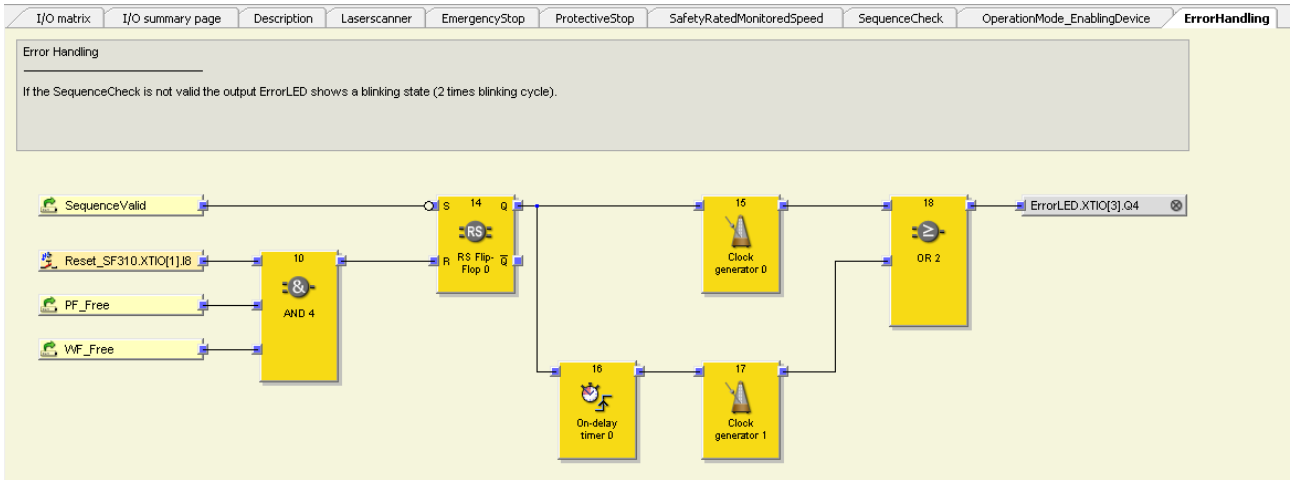 I/O matrix
I/O summary page
Description
Laserscanner
EmergencyStop
ProtectiveStop
SafetyRatedMonitoredSpeed
SequenceCheck
OperationMode_EnablingDevice
ErrorHandling
Error Handling
If the SequenceCheck is not valid the output ErrorLED shows a blinking state (2 times blinking cycle).
SequenceValid
S 14 Q
15
18
ErrorLED.XTIO[3].Q4
RS
≥
Reset_SF310.XTIO[1].I8
10
R RS Flip-Flop 0 Q̅
Clock
generator 0
OR 2
&
PF_Free
AND 4
WF_Free
16
17
On-delay
timer 0
Clock
generator 1